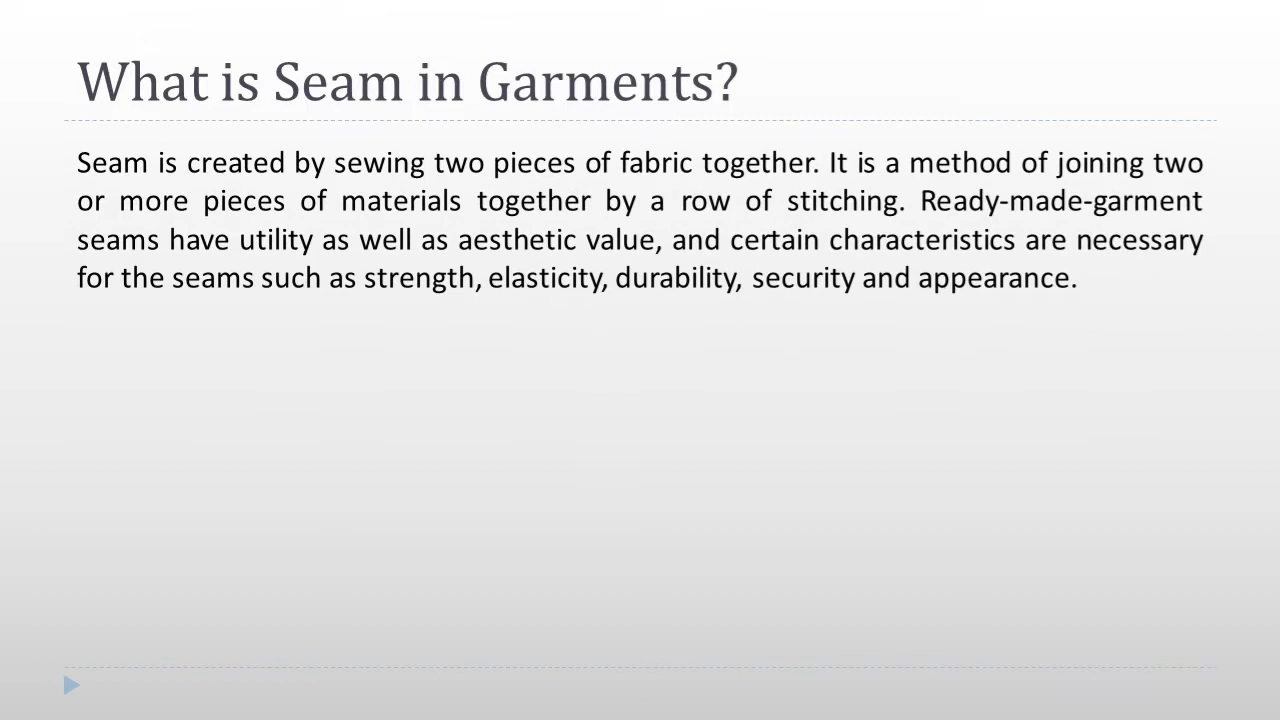 What is Seam in Garments?
Seam is created by sewing two pieces of fabric together. It is a method of joining two
or more pieces of materials together by a row of stitching. Ready-made-garment
seams have utility as well as aesthetic value, and certain characteristics are necessary
for the seams such as strength, elasticity, durability, security and appearance.